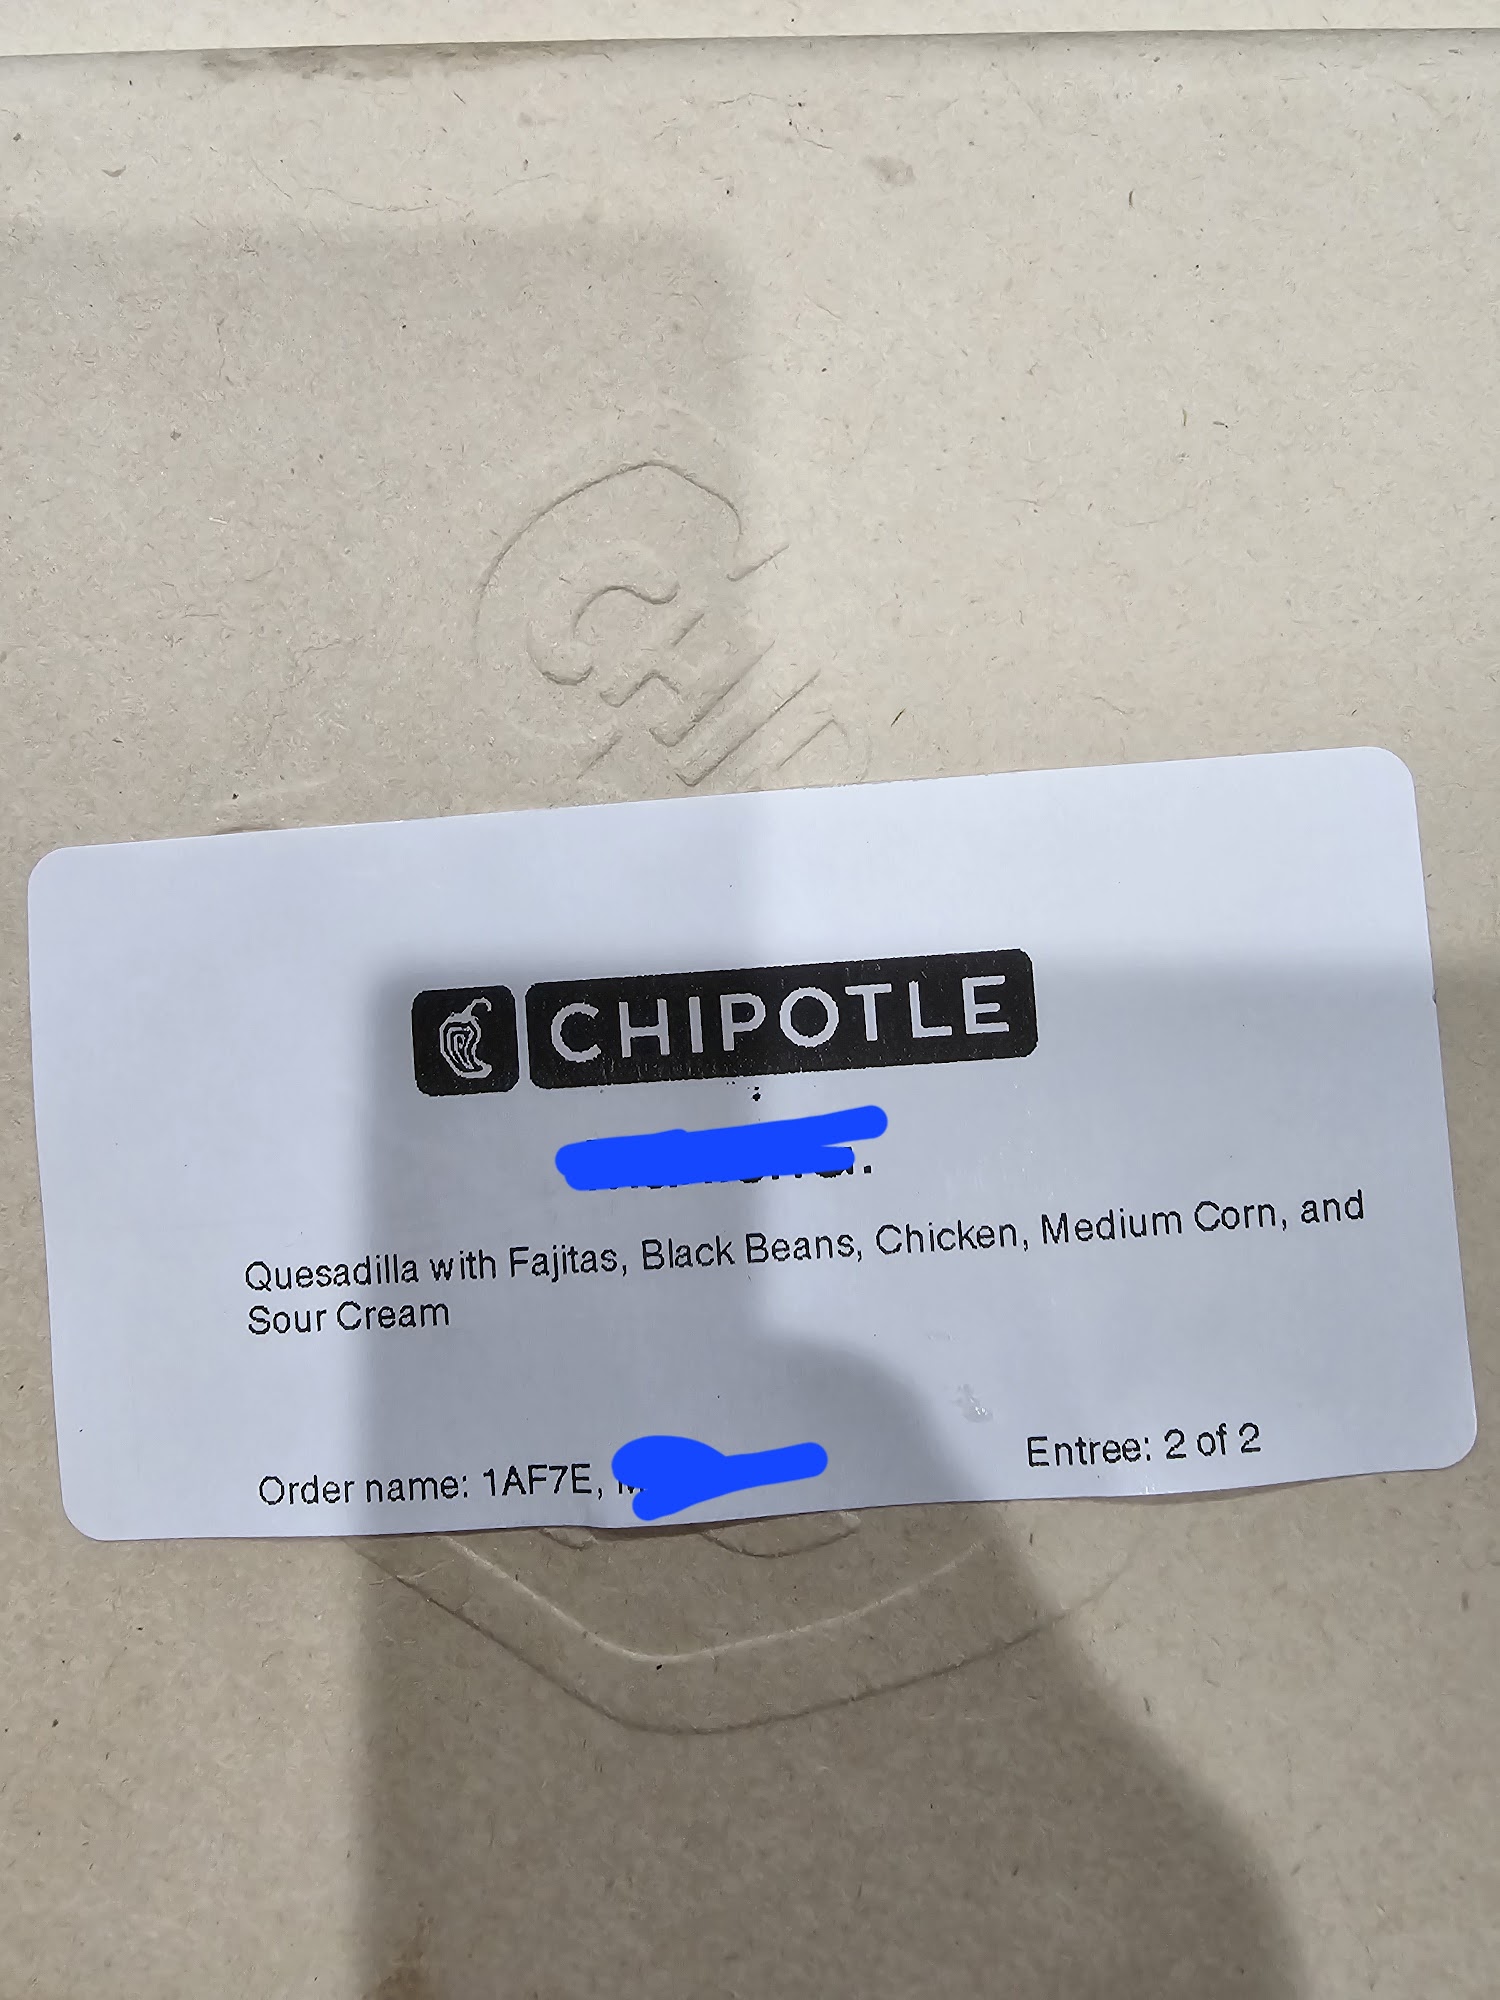 CHIP
CHIPOTLE
Quesadilla with Fajitas, Black Beans, Chicken, Medium Corn, and
Sour Cream
Order name: 1AF7E,
Entree: 2 of 2